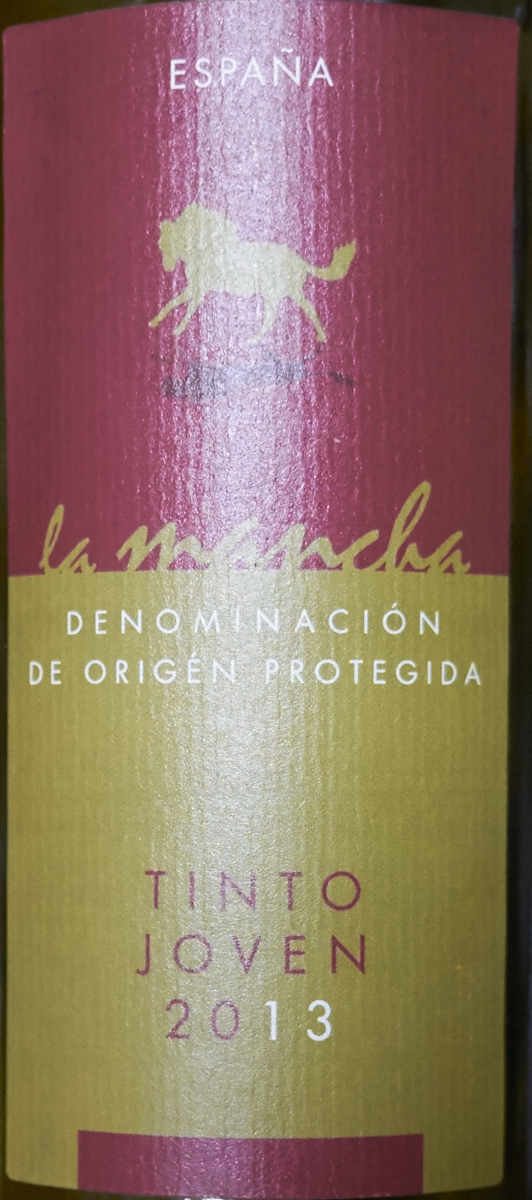 ESPAÑA
la mancha
DENOMINACIÓN
DE ORIGÉN PROTEGIDA
TINTO
JOVEN
2013